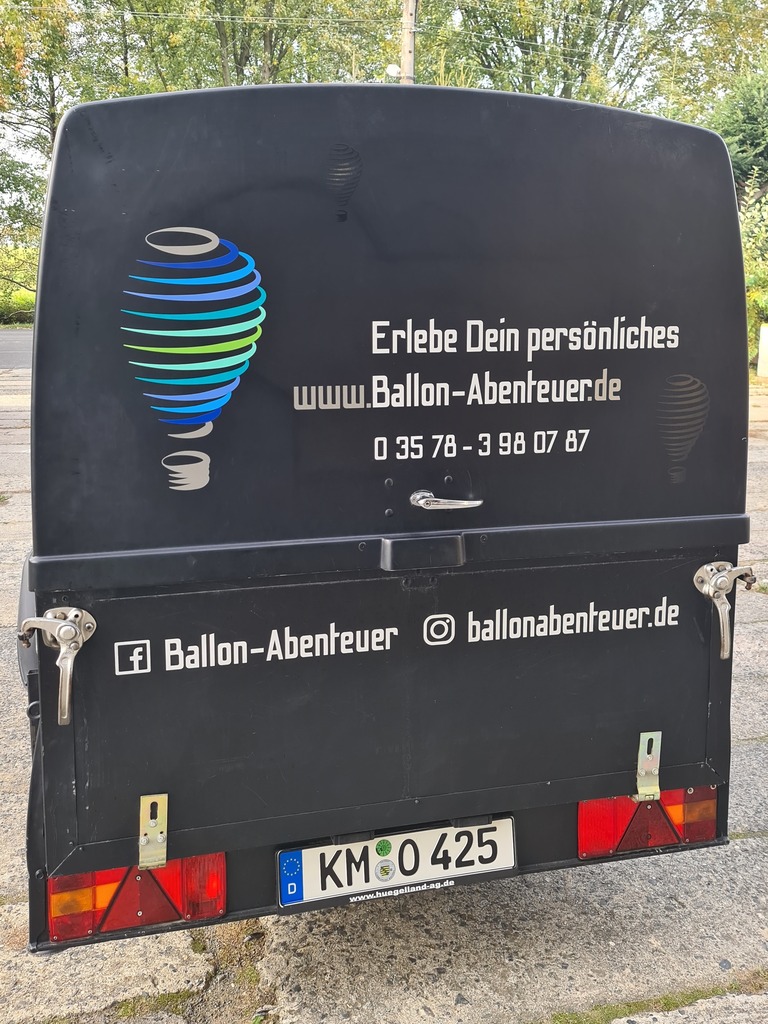 Erlebe Dein persönliches
www.Ballon-Abenteuer.de
0 35 78 - 3 98 07 87
f Ballon-Abenteuer ballonabenteuer.de
D KM O 425
www.huegelland-ag.de